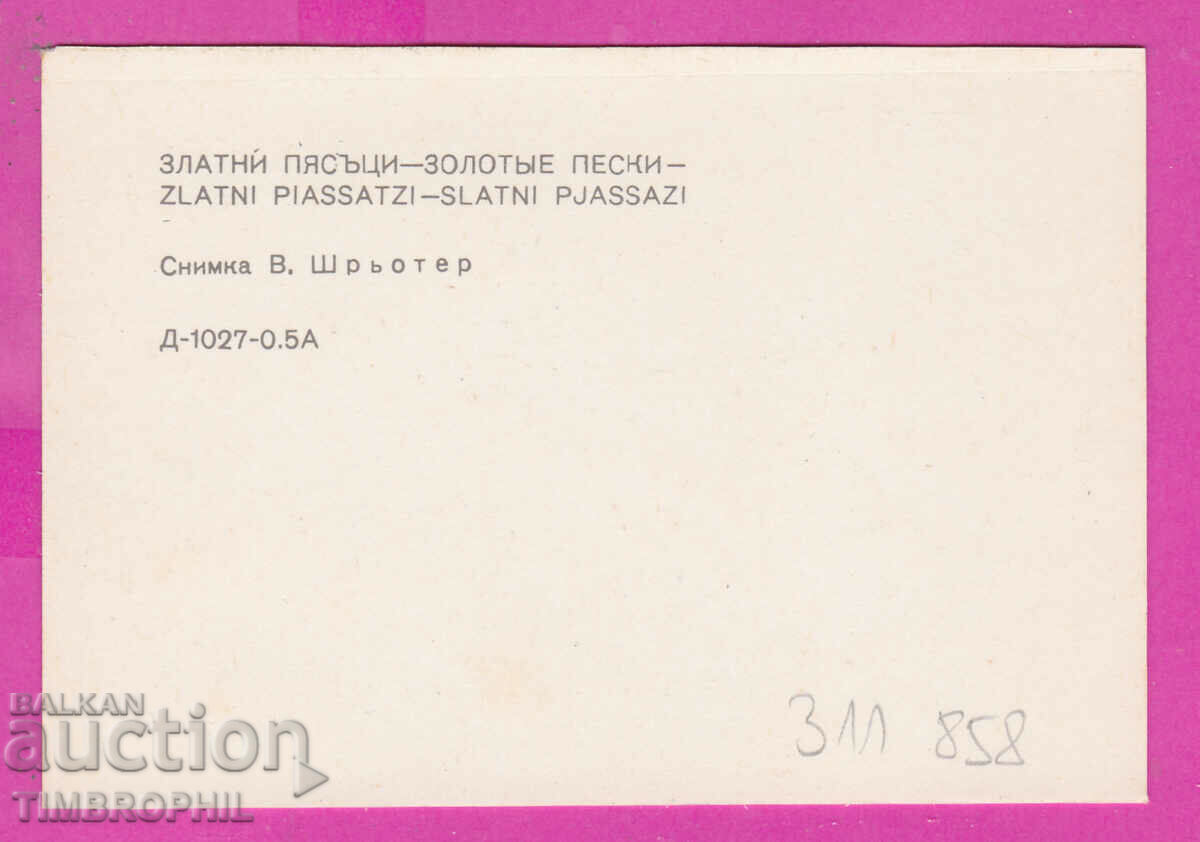 ЗЛАТНИ ПЯСЪЦИ—ЗОЛОТЫЕ ПЕСКИ—
ZLATNI PIASSATZI—SLATNI PJASSAZI
Снимка В. Шрьотер
Д-1027-0.5А
311 858
BALKAN
auction
TIMBROPHIL